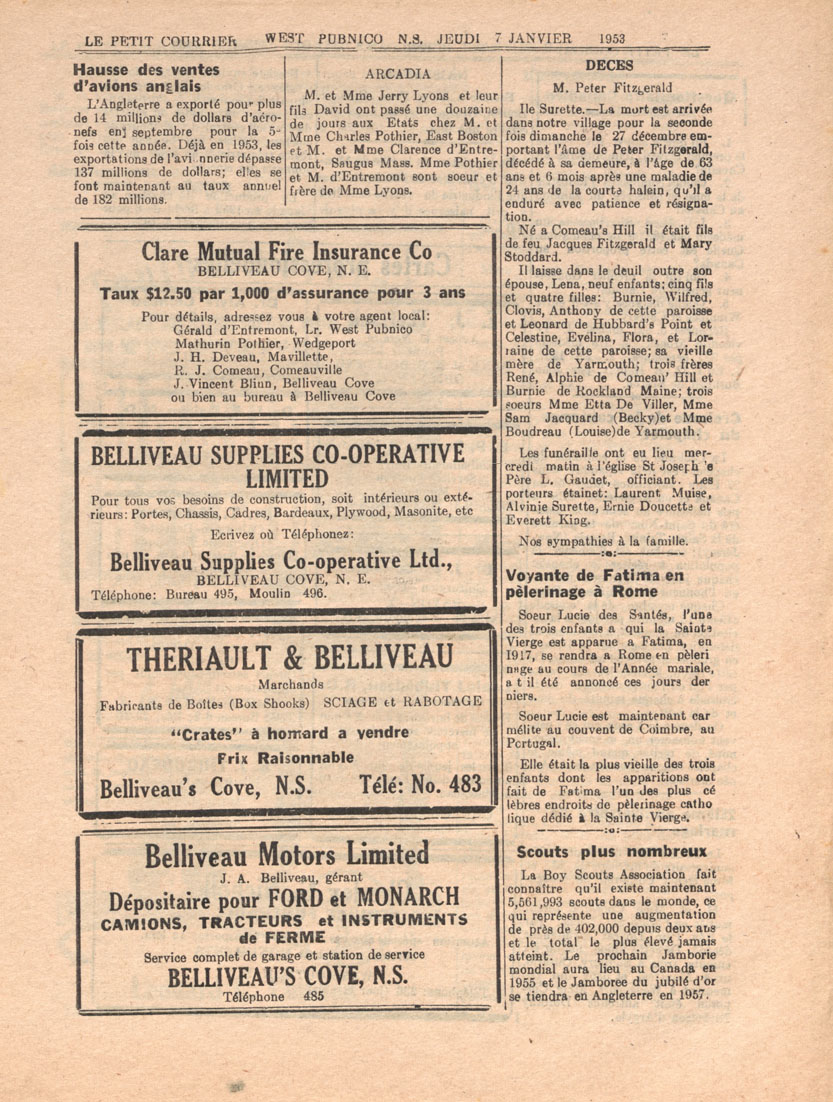 LE PETIT COURRIER WEST PUBNICO N.S. JEUDI 7 JANVIER 1953
Hausse des ventes
d'avions anglais
L'Angleterre a exporté pour plus
de 14 millions de dollars d'aéro-
nefs en septembre pour la 5e
fois cette année. Déjà en 1953, les
exportations de l'avionnerie dépasse
137 millions de dollars; elles se
font maintenant au taux annuel
de 182 millions.
ARCADIA
M. et Mme Jerry Lyons et leur
fils David ont passé une douzaine
de jours aux Etats chez M. et
Mme Charles Pothier, East Boston
et M. et Mme Clarence d'Entre-
mont, Saugus Mass. Mme Pothier
et M. d'Entremont sont soeur et
frère de Mme Lyons.
Clare Mutual Fire Insurance Co
BELLIVEAU COVE, N. E.
Taux $12.50 par 1,000 d'assurance pour 3 ans
Pour détails, adressez vous à votre agent local:
Gérald d'Entremont, Lr. West Pubnico
Mathurin Pothier, Wedgeport
J. H. Deveau, Mavillette,
R. J. Comeau, Comeauville
J. Vincent Blinn, Belliveau Cove
ou bien au bureau à Belliveau Cove
BELLIVEAU SUPPLIES CO-OPERATIVE
LIMITED
Pour tous vos besoins de construction, soit intérieurs ou exté-
rieurs: Portes, Chassis, Cadres, Bardeaux, Plywood, Masonite, etc
Ecrivez où Téléphonez:
Belliveau Supplies Co-operative Ltd.,
BELLIVEAU COVE, N. E.
Téléphone: Bureau 495, Moulin 496.
THERIAULT & BELLIVEAU
Marchands
Fabricants de Boîtes (Box Shooks) SCIAGE et RABOTAGE
"Crates" à homard a vendre
Prix Raisonnable
Belliveau's Cove, N.S. Télé: No. 483
Belliveau Motors Limited
J. A. Belliveau, gérant
Dépositaire pour FORD et MONARCH
CAMIONS, TRACTEURS et INSTRUMENTS
de FERME
Service complet de garage et station de service
BELLIVEAU'S COVE, N.S.
Téléphone 485
DECES
M. Peter Fitzgerald
Ile Surette.—La mort est arrivée
dans notre village pour la seconde
fois dimanche le 27 décembre em-
portant l'âme de Peter Fitzgerald,
décédé à sa demeure, à l'âge de 63
ans et 6 mois après une maladie de
24 ans de la courte halein, qu'il a
enduré avec patience et résigna-
tion.
Né a Comeau's Hill il était fils
de feu Jacques Fitzgerald et Mary
Stoddard.
Il laisse dans le deuil outre son
épouse, Lena, neuf enfants; cinq fils
et quatre filles: Burnie, Wilfred,
Clovis, Anthony de cette paroisse
et Leonard de Hubbard's Point et
Celestine, Evelina, Flora, et Lor-
raine de cette paroisse; sa vieille
mère de Yarmouth; trois frères
René, Alphie de Comeau' Hill et
Burnie de Rockland Maine; trois
soeurs Mme Etta De Viller, Mme
Sam Jacquard (Becky)et Mme
Boudreau (Louise)de Yarmouth.
Les funéraille ont eu lieu mer-
credi matin à l'église St Joseph le
Père L. Gaudet, officiant. Les
porteurs étainet: Laurent Muise,
Alvinie Surette, Ernie Doucette et
Everett King.
Nos sympathies à la famille.
:o:
Voyante de Fatima en
pèlerinage à Rome
Soeur Lucie des Santés, l'une
des trois enfants a qui la Sainte
Vierge est apparue a Fatima, en
1917, se rendra a Rome en pèleri
nage au cours de l'Année mariale,
a t il été annoncé ces jours der
niers.
Soeur Lucie est maintenant car
mélite au couvent de Coimbre, au
Portugal.
Elle était la plus vieille des trois
enfants dont les apparitions ont
fait de Fatima l'un des plus cé
lèbres endroits de pèlerinage catho
lique dédié à la Sainte Vierge.
:o:
Scouts plus nombreux
La Boy Scouts Association fait
connaître qu'il existe maintenant
5,561,993 scouts dans le monde, ce
qui représente une augmentation
de près de 402,000 depuis deux ans
et le total le plus élevé jamais
atteint. Le prochain Jamborie
mondial aura lieu au Canada en
1955 et le Jamboree du jubilé d'or
se tiendra en Angleterre en 1957.